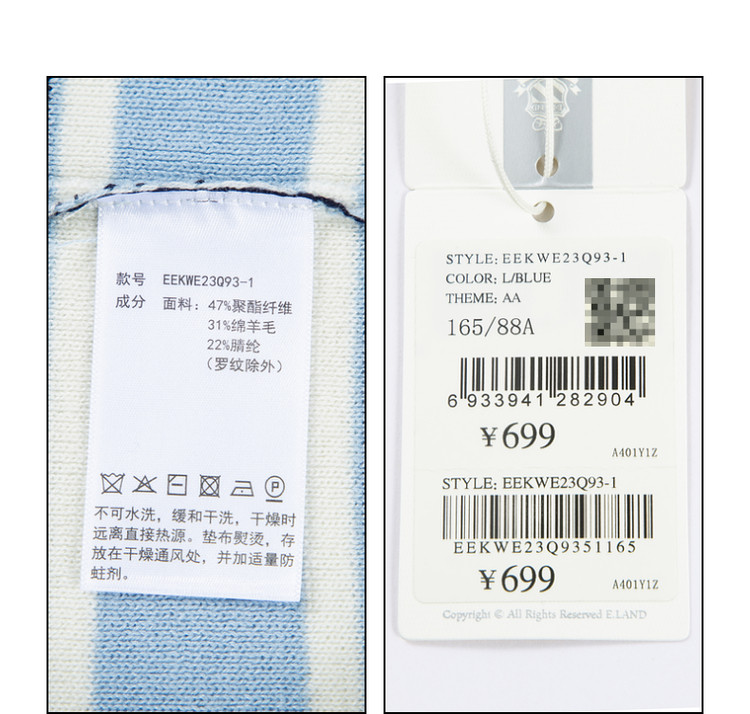 款号 EEKWE23Q93-1
成分 面料: 47%聚酯纤维
31%绵羊毛
22%腈纶
(罗纹除外)
P
不可水洗，缓和干洗，干燥时
远离直接热源。垫布熨烫，存
放在干燥通风处，并加适量防
蛀剂。
STYLE: EEKWE23Q93-1
COLOR: L/BLUE
THEME: AA
165/88A
6 933941 282904
¥699
A401Y1Z
STYLE: EEKWE23Q93-1
EEKWE23Q9351165
¥699
A401Y1Z
Copyright © All Rights Reserved E.LAND